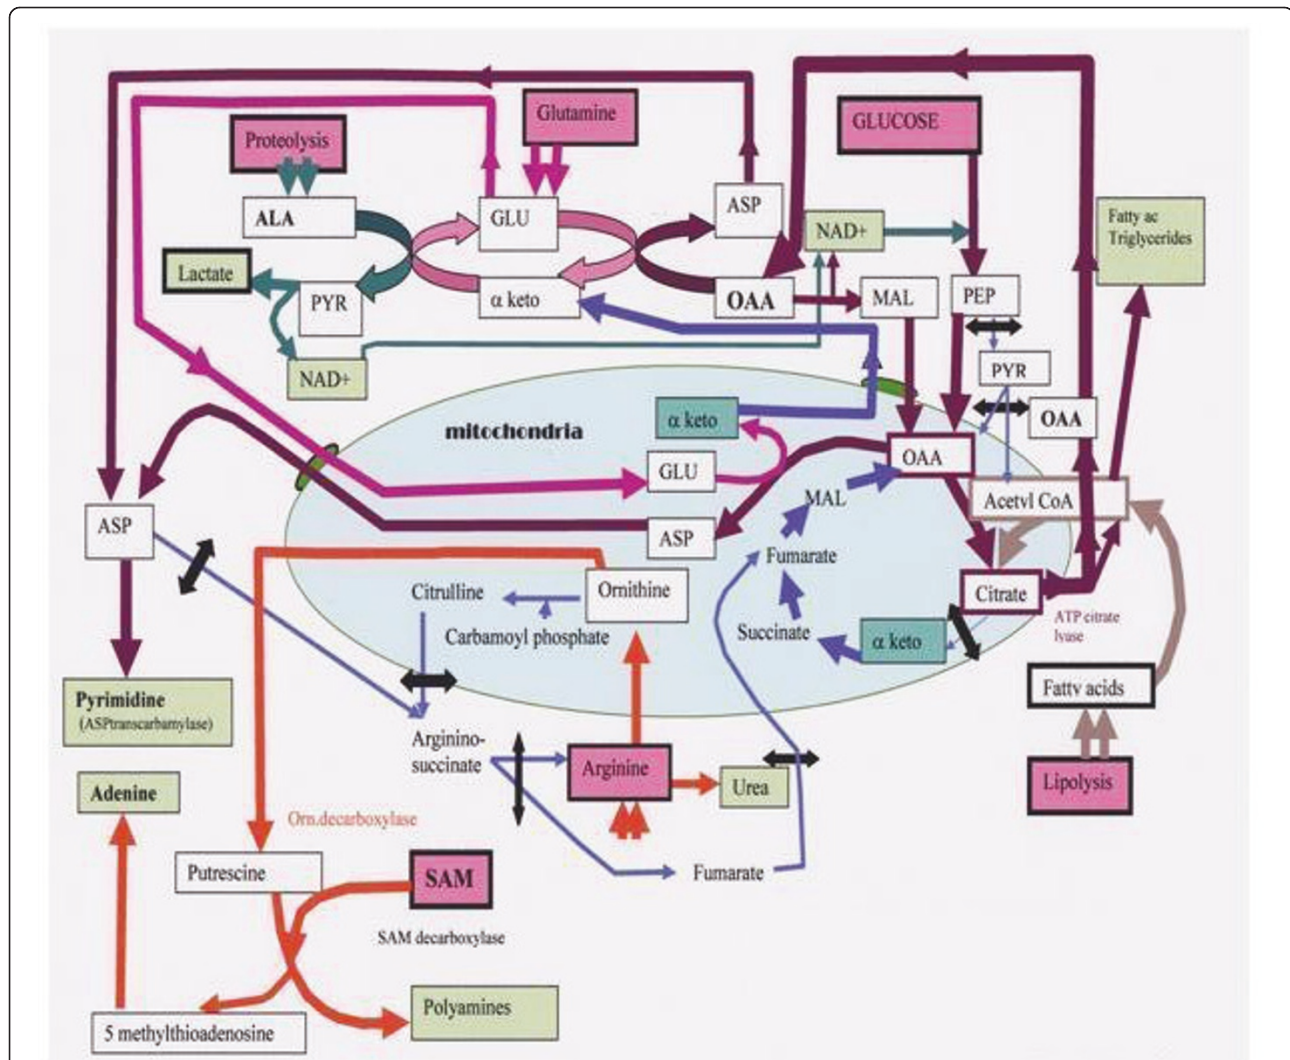 Glutamine
GLUCOSE
Proteolysis
ALA
GLU
ASP
NAD+
Fatty ac
Triglycerides
Lactate
PYR
α keto
OAA
MAL
PEP
NAD+
PYR
α keto
OAA
mitochondria
GLU
OAA
MAL
Acetvl CoA
ASP
ASP
Fumarate
Citrulline
Ornithine
Citrate
Carbamoyl phosphate
Succinate
α keto
ATP citrate
lyase
Pyrimidine
(ASPtranscarbamylase)
Fattv acids
Arginino-
succinate
Arginine
Urea
Lipolysis
Adenine
Orn.decarboxylase
Putrescine
SAM
Fumarate
SAM decarboxylase
Polyamines
5 methylthioadenosine